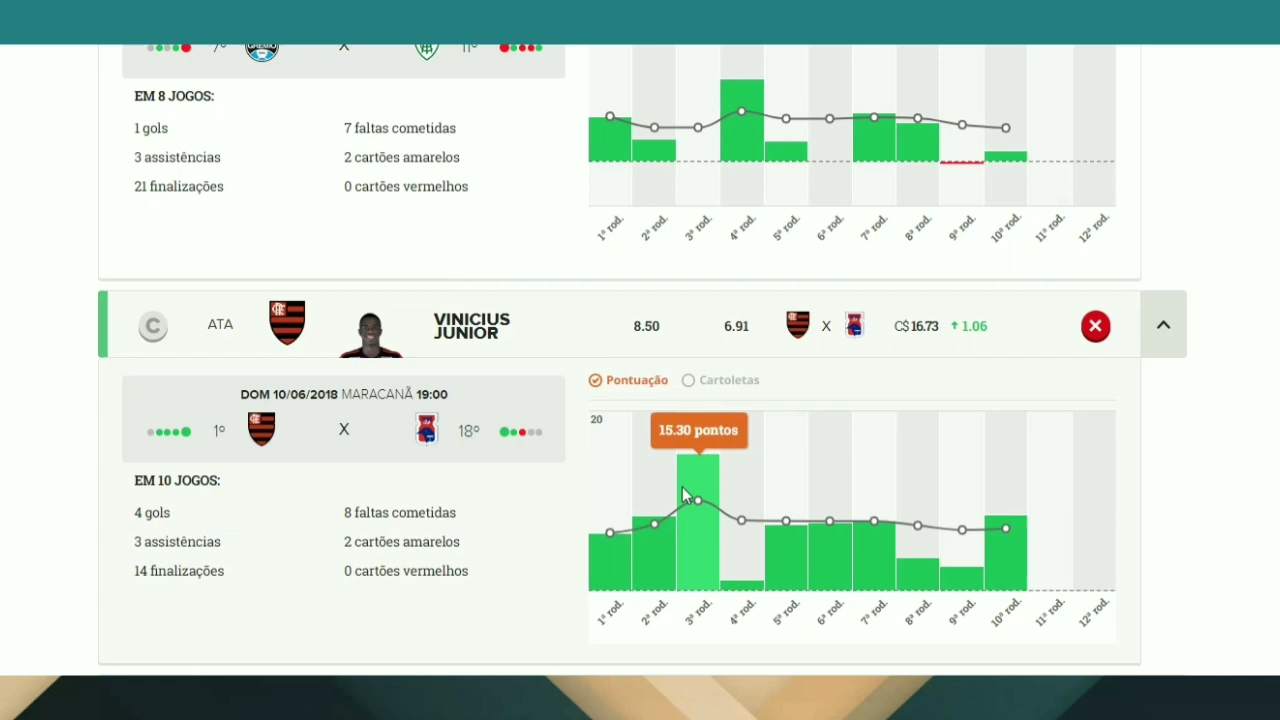 7º X 11º
EM 8 JOGOS:
1 gols 7 faltas cometidas
3 assistências 2 cartões amarelos
21 finalizações 0 cartões vermelhos
1ª rod. 2ª rod. 3ª rod. 4ª rod. 5ª rod. 6ª rod. 7ª rod. 8ª rod. 9ª rod. 10ª rod. 11ª rod. 12ª rod.
C ATA VINICIUS JUNIOR 8.50 6.91 X C$ 16.73 1.06
DOM 10/06/2018 MARACANÃ 19:00
1º X 18º
EM 10 JOGOS:
4 gols 8 faltas cometidas
3 assistências 2 cartões amarelos
14 finalizações 0 cartões vermelhos
Pontuação Cartoletas
20
15.30 pontos
1ª rod. 2ª rod. 3ª rod. 4ª rod. 5ª rod. 6ª rod. 7ª rod. 8ª rod. 9ª rod. 10ª rod. 11ª rod. 12ª rod.